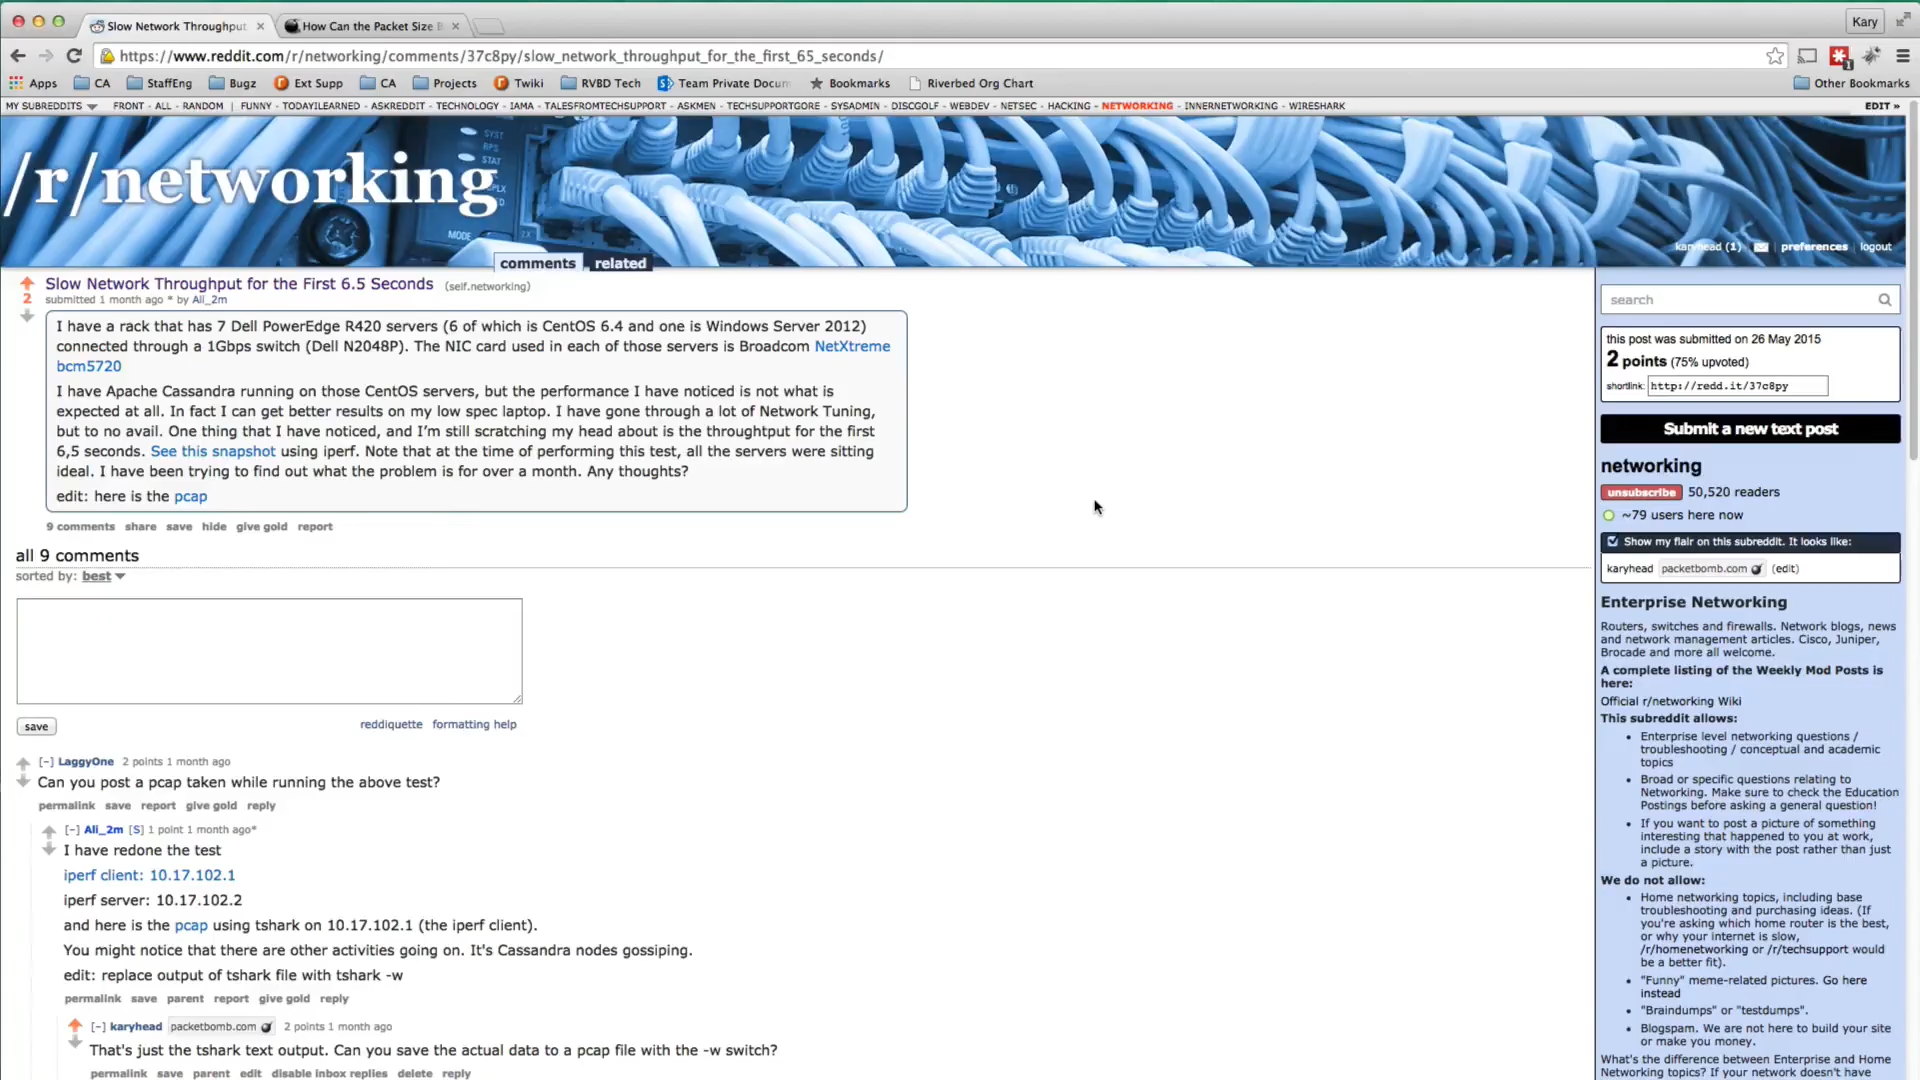 Slow Network Throughput
How Can the Packet Size B
Kary
https://www.reddit.com/r/networking/comments/37c8py/slow_network_throughput_for_the_first_65_seconds/
Apps CA StaffEng Bugz Ext Supp CA Projects Twiki RVBD Tech Team Private Docum Bookmarks Riverbed Org Chart Other Bookmarks
MY SUBREDDITS FRONT - ALL - RANDOM | FUNNY - TODAYILEARNED - ASKREDDIT - TECHNOLOGY - IAMA - TALESFROMTECHSUPPORT - ASKMEN - TECHSUPPORTGORE - SYSADMIN - DISCGOLF - WEBDEV - NETSEC - HACKING - NETWORKING - INNERNETWORKING - WIRESHARK EDIT »
SYST
RPS
STAT
MODE
/r/networking
karyhead (1) preferences logout
comments related
Slow Network Throughput for the First 6.5 Seconds (self.networking)
2
submitted 1 month ago * by Ali_2m
I have a rack that has 7 Dell PowerEdge R420 servers (6 of which is CentOS 6.4 and one is Windows Server 2012)
connected through a 1Gbps switch (Dell N2048P). The NIC card used in each of those servers is Broadcom NetXtreme
bcm5720
I have Apache Cassandra running on those CentOS servers, but the performance I have noticed is not what is
expected at all. In fact I can get better results on my low spec laptop. I have gone through a lot of Network Tuning,
but to no avail. One thing that I have noticed, and I'm still scratching my head about is the throughtput for the first
6,5 seconds. See this snapshot using iperf. Note that at the time of performing this test, all the servers were sitting
ideal. I have been trying to find out what the problem is for over a month. Any thoughts?
edit: here is the pcap
9 comments share save hide give gold report
all 9 comments
sorted by: best
save
reddiquette formatting help
[-] LaggyOne 2 points 1 month ago
Can you post a pcap taken while running the above test?
permalink save report give gold reply
[-] Ali_2m [S] 1 point 1 month ago*
I have redone the test
iperf client: 10.17.102.1
iperf server: 10.17.102.2
and here is the pcap using tshark on 10.17.102.1 (the iperf client).
You might notice that there are other activities going on. It's Cassandra nodes gossiping.
edit: replace output of tshark file with tshark -w
permalink save parent report give gold reply
[-] karyhead packetbomb.com 2 points 1 month ago
That's just the tshark text output. Can you save the actual data to a pcap file with the -w switch?
permalink save parent edit disable inbox replies delete reply
search
this post was submitted on 26 May 2015
2 points (75% upvoted)
shortlink: http://redd.it/37c8py
Submit a new text post
networking
unsubscribe 50,520 readers
~79 users here now
Show my flair on this subreddit. It looks like:
karyhead packetbomb.com (edit)
Enterprise Networking
Routers, switches and firewalls. Network blogs, news
and network management articles. Cisco, Juniper,
Brocade and more all welcome.
A complete listing of the Weekly Mod Posts is
here:
Official r/networking Wiki
This subreddit allows:
• Enterprise level networking questions /
troubleshooting / conceptual and academic
topics
• Broad or specific questions relating to
Networking. Make sure to check the Education
Postings before asking a general question!
• If you want to post a picture of something
interesting that happened to you at work,
include a story with the post rather than just
a picture.
We do not allow:
• Home networking topics, including base
troubleshooting and purchasing ideas. (If
you're asking which home router is the best,
or why your internet is slow,
/r/homenetworking or /r/techsupport would
be a better fit).
• "Funny" meme-related pictures. Go here
instead
• "Braindumps" or "testdumps".
• Blogspam. We are not here to build your site
or make you money.
What's the difference between Enterprise and Home
Networking topics? If your network doesn't have